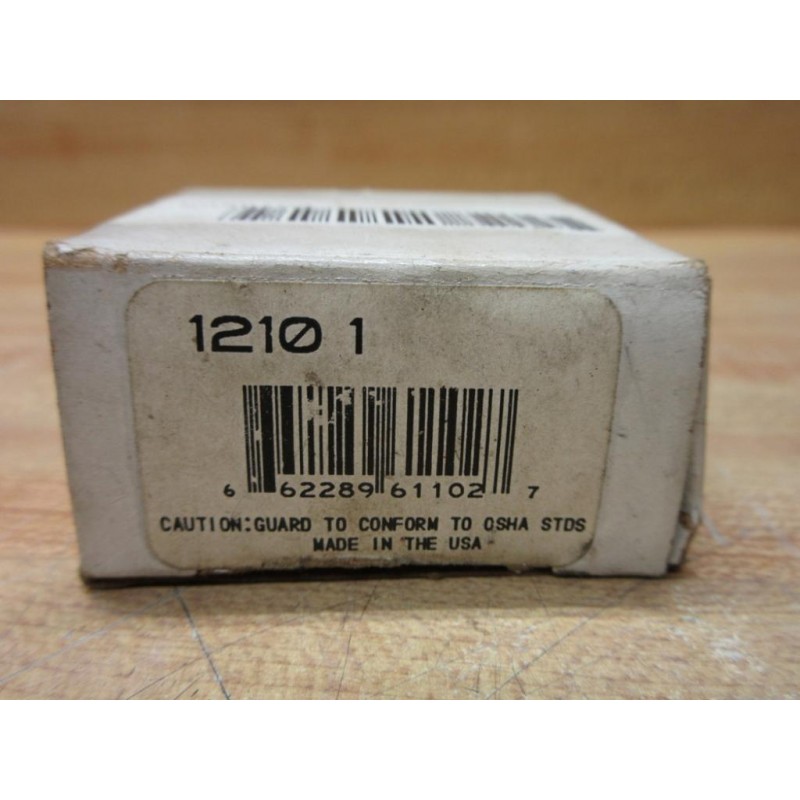 1210 1
6 62289 61102 7
CAUTION:GUARD TO CONFORM TO OSHA STDS
MADE IN THE USA